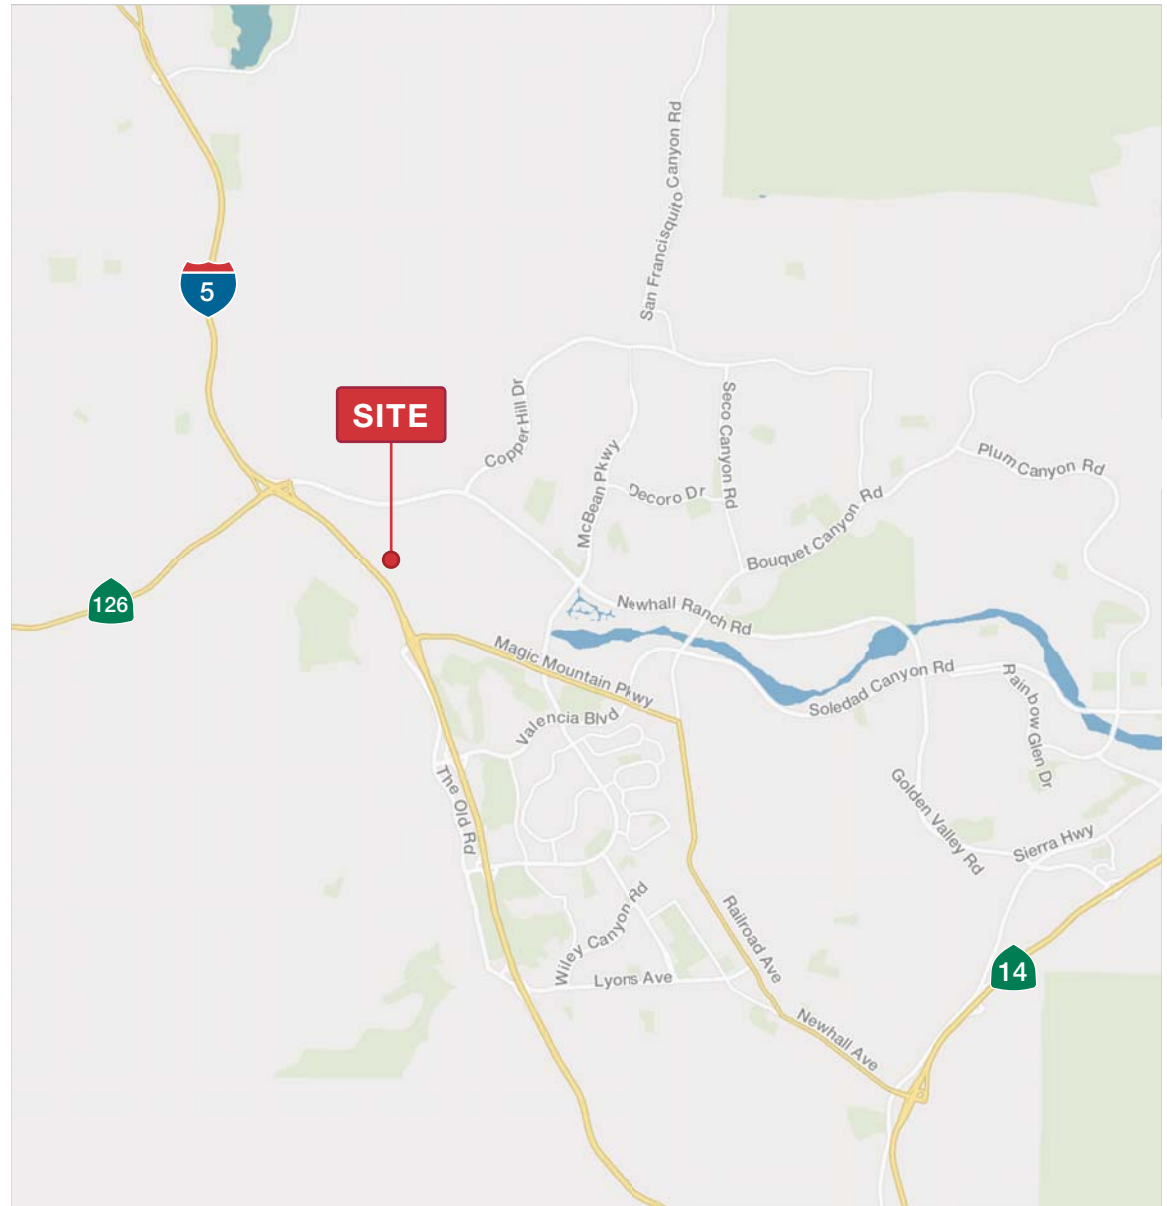 San Francisquito Canyon Rd
5
SITE
Copper Hill Dr
Seco Canyon Rd
McBean Pkwy
Plum Canyon Rd
Decoro Dr
Bouquet Canyon Rd
126
Newhall Ranch Rd
Magic Mountain Pkwy
Soledad Canyon Rd
Rainbow Glen Dr
Valencia Blvd
The Old Rd
Golden Valley Rd
Sierra Hwy
Wiley Canyon Rd
Railroad Ave
14
Lyons Ave
Newhall Ave